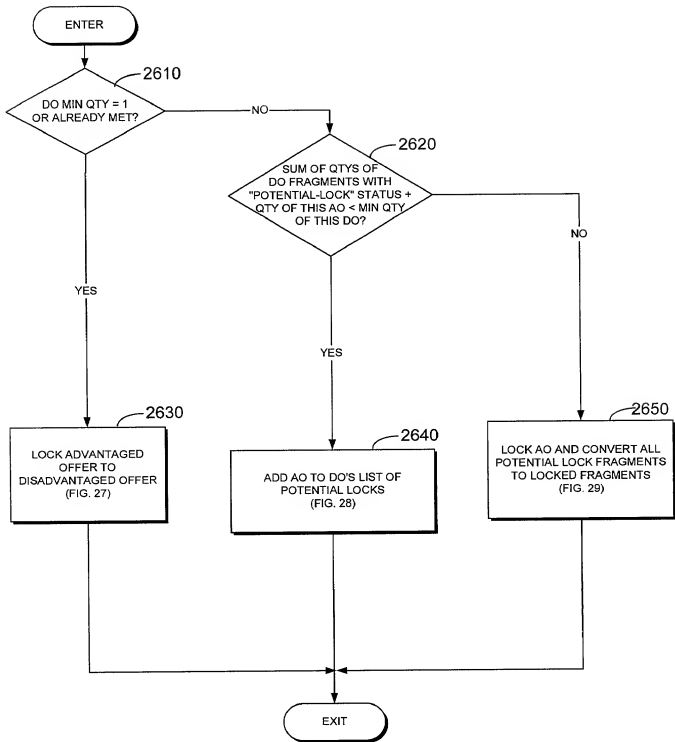 ENTER
2610
DO MIN QTY = 1
OR ALREADY MET?
NO
2620
SUM OF QTYS OF
DO FRAGMENTS WITH
"POTENTIAL-LOCK" STATUS +
QTY OF THIS AO < MIN QTY
OF THIS DO?
NO
YES
YES
2630
LOCK ADVANTAGED
OFFER TO
DISADVANTAGED OFFER
(FIG. 27)
2640
ADD AO TO DO'S LIST OF
POTENTIAL LOCKS
(FIG. 28)
2650
LOCK AO AND CONVERT ALL
POTENTIAL LOCK FRAGMENTS
TO LOCKED FRAGMENTS
(FIG. 29)
EXIT